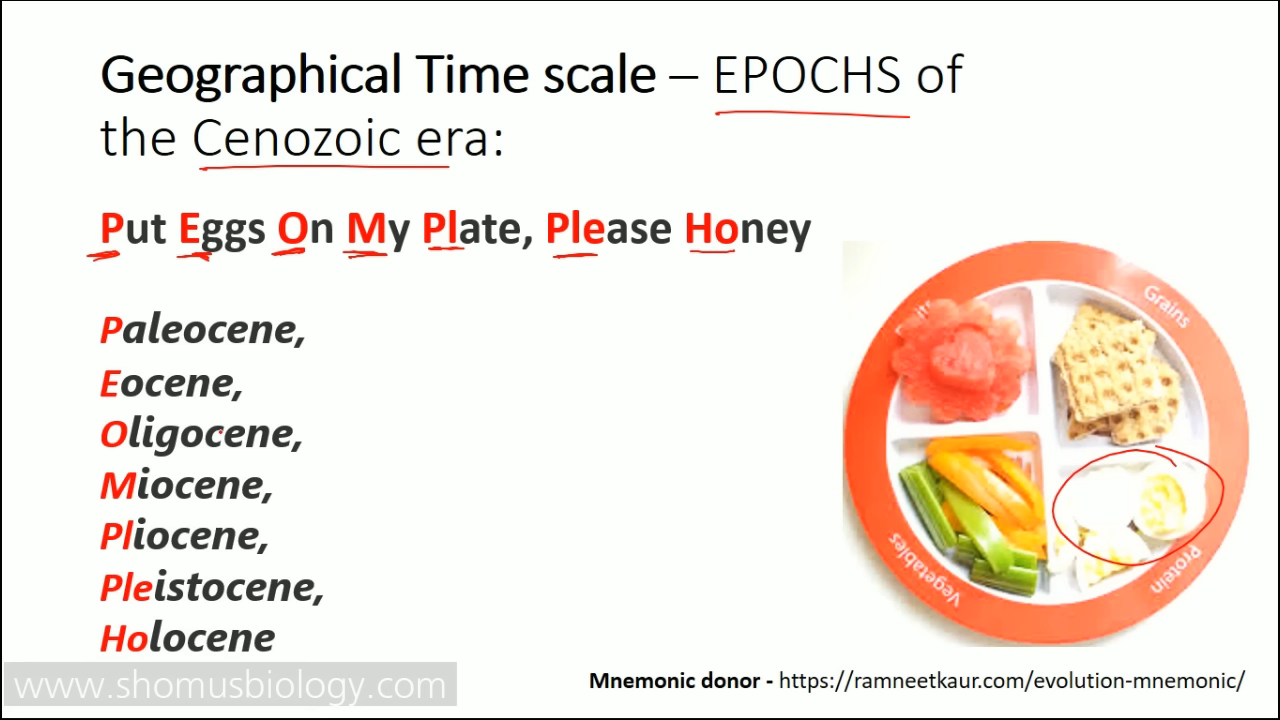 Geographical Time scale – EPOCHS of
the Cenozoic era:
Put Eggs On My Plate, Please Honey
Paleocene,
Eocene,
Oligocene,
Miocene,
Pliocene,
Pleistocene,
Holocene
Grains
Vegetables
Protein
www.shomusbiology.com
Mnemonic donor - https://ramneetkaur.com/evolution-mnemonic/